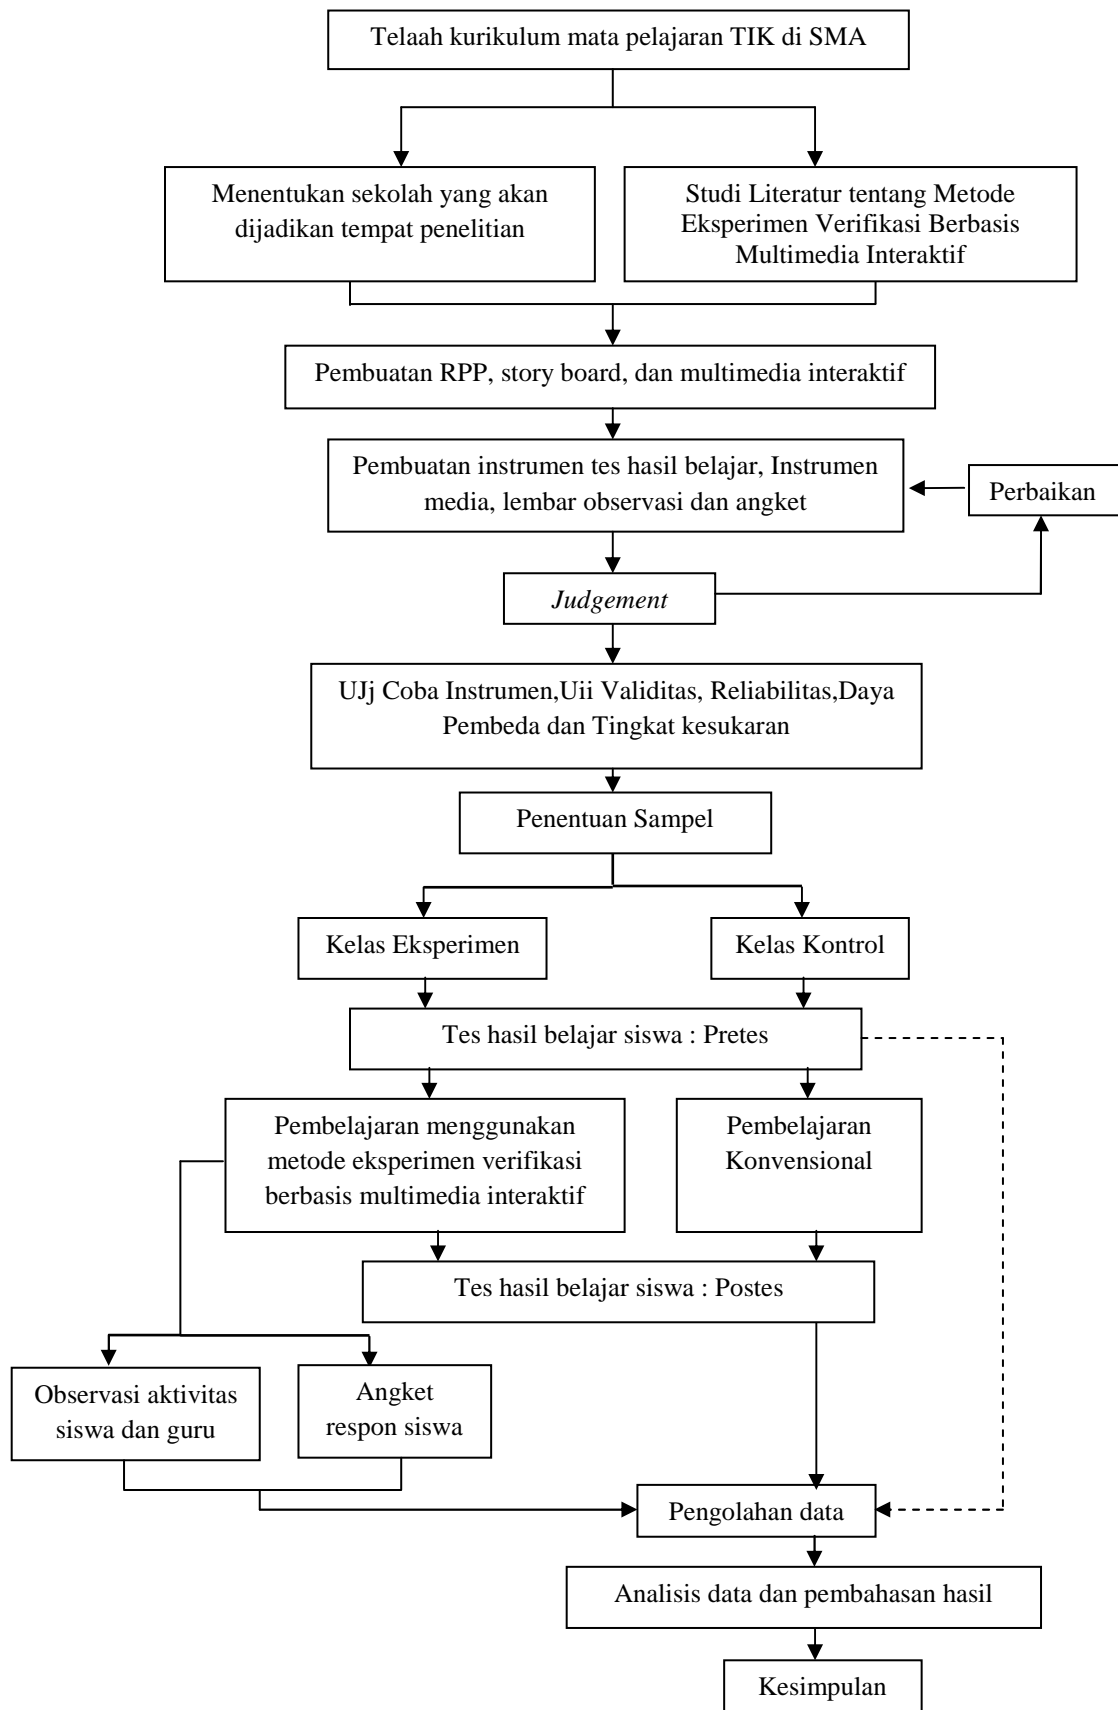 Telaah kurikulum mata pelajaran TIK di SMA
Menentukan sekolah yang akan
dijadikan tempat penelitian
Studi Literatur tentang Metode
Eksperimen Verifikasi Berbasis
Multimedia Interaktif
Pembuatan RPP, story board, dan multimedia interaktif
Pembuatan instrumen tes hasil belajar, Instrumen
media, lembar observasi dan angket
Perbaikan
Judgement
UJj Coba Instrumen,Uii Validitas, Reliabilitas,Daya
Pembeda dan Tingkat kesukaran
Penentuan Sampel
Kelas Eksperimen
Kelas Kontrol
Tes hasil belajar siswa : Pretes
Pembelajaran menggunakan
metode eksperimen verifikasi
berbasis multimedia interaktif
Pembelajaran
Konvensional
Tes hasil belajar siswa : Postes
Observasi aktivitas
siswa dan guru
Angket
respon siswa
Pengolahan data
Analisis data dan pembahasan hasil
Kesimpulan